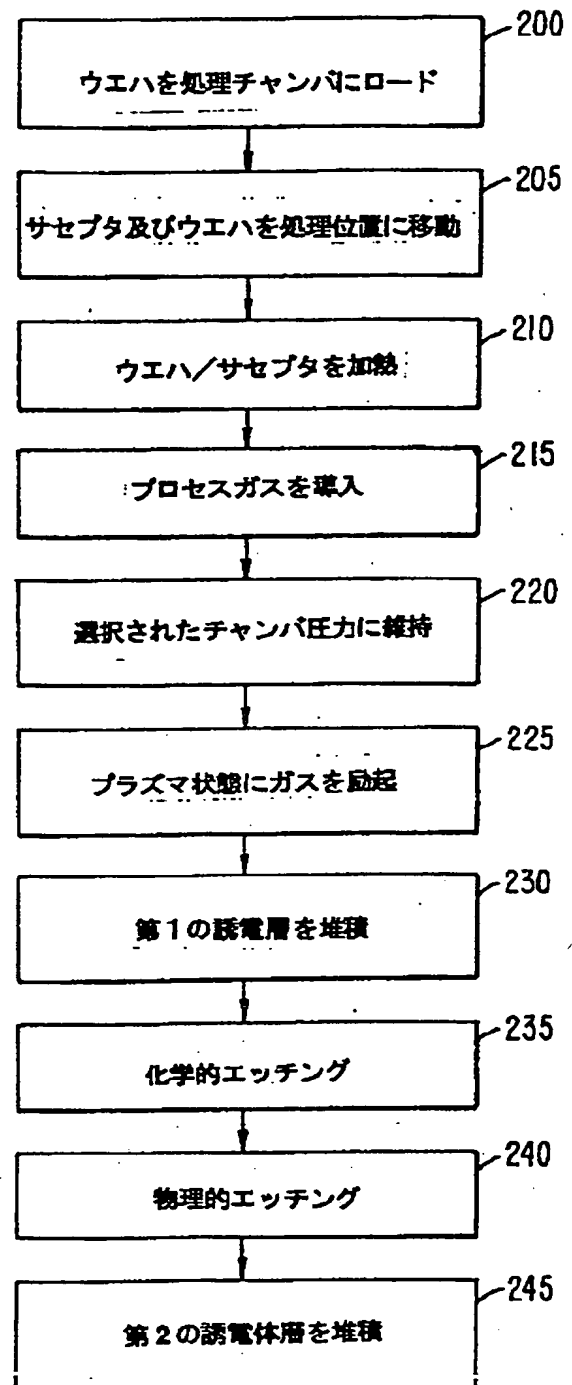 200
ウエハを処理チャンバにロード
205
サセプタ及びウエハを処理位置に移動
210
ウエハ／サセプタを加熱
215
プロセスガスを導入
220
選択されたチャンバ圧力に維持
225
プラズマ状態にガスを励起
230
第１の誘電層を堆積
235
化学的エッチング
240
物理的エッチング
245
第２の誘電体層を堆積